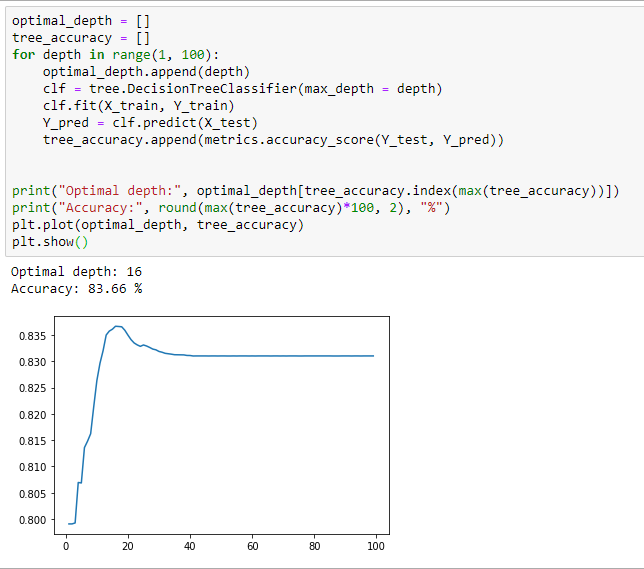 optimal_depth = []
tree_accuracy = []
for depth in range(1, 100):
    optimal_depth.append(depth)
    clf = tree.DecisionTreeClassifier(max_depth = depth)
    clf.fit(X_train, Y_train)
    Y_pred = clf.predict(X_test)
    tree_accuracy.append(metrics.accuracy_score(Y_test, Y_pred))
print("Optimal depth:", optimal_depth[tree_accuracy.index(max(tree_accuracy))])
print("Accuracy:", round(max(tree_accuracy)*100, 2), "%")
plt.plot(optimal_depth, tree_accuracy)
plt.show()
Optimal depth: 16
Accuracy: 83.66 %
0.835
0.830
0.825
0.820
0.815
0.810
0.805
0.800
0 20 40 60 80 100